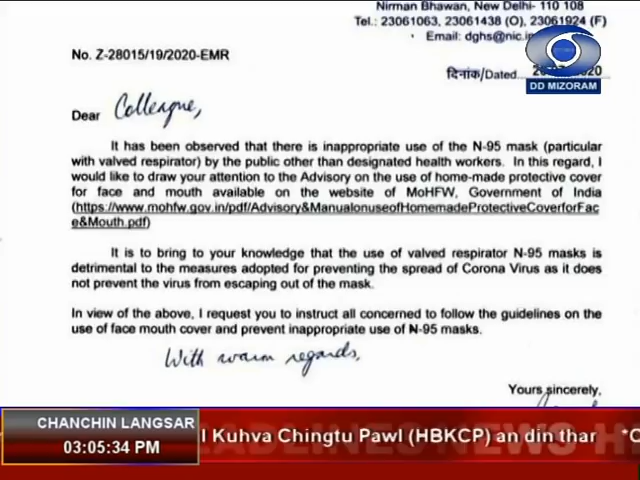 Nirman Bhawan, New Delhi- 110 108
Tel.: 23061063, 23061438 (O), 23061924 (F)
Email: dghs@nic.in
No. Z-28015/19/2020-EMR
दिनांक/Dated
DD MIZORAM
Dear Colleague,
It has been observed that there is inappropriate use of the N-95 mask (particular
with valved respirator) by the public other than designated health workers. In this regard, I
would like to draw your attention to the Advisory on the use of home-made protective cover
for face and mouth available on the website of MoHFW, Government of India
(https://www.mohfw.gov.in/pdf/Advisory&ManualonuseofHomemadeProtectiveCoverforFac
e&Mouth.pdf)
It is to bring to your knowledge that the use of valved respirator N-95 masks is
detrimental to the measures adopted for preventing the spread of Corona Virus as it does
not prevent the virus from escaping out of the mask.
In view of the above, I request you to instruct all concerned to follow the guidelines on the
use of face mouth cover and prevent inappropriate use of N-95 masks.
With warm regards,
Yours sincerely,
CHANCHIN LANGSAR
03:05:34 PM
l Kuhva Chingtu Pawl (HBKCP) an din thar *C